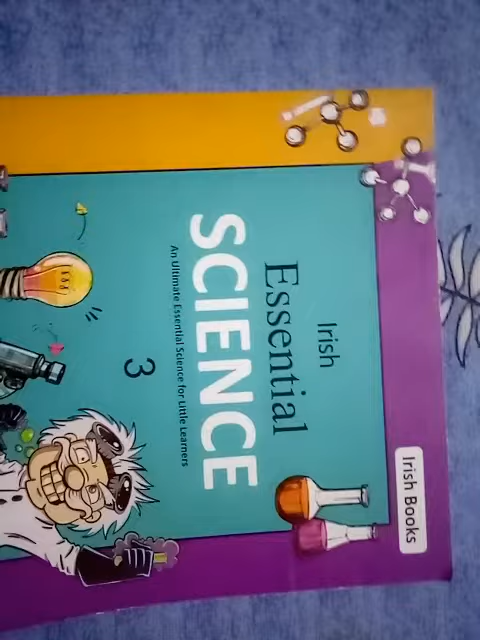 Irish Books
Irish
Essential
SCIENCE
An Ultimate Essential Science for Little Learners
3